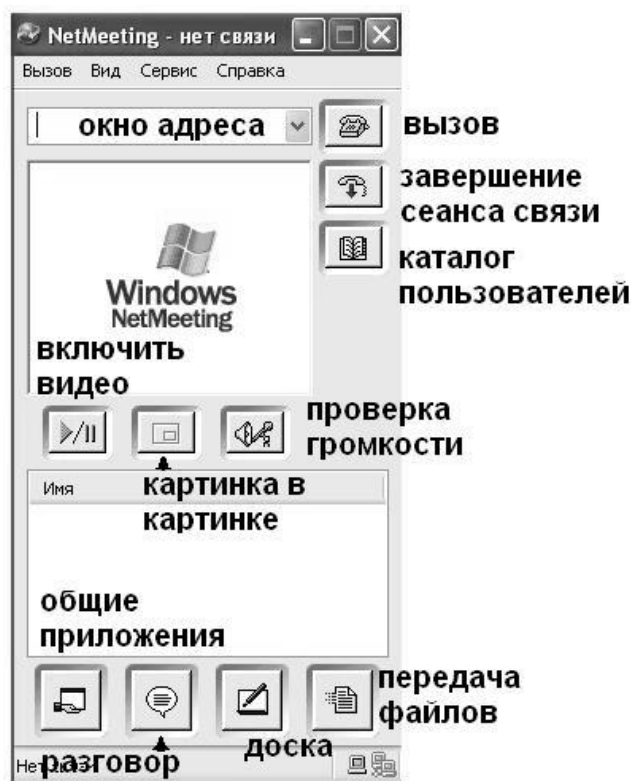 NetMeeting - нет связи
Вызов Вид Сервис Справка
окно адреса
вызов
завершение
сеанса связи
каталог
пользователей
Windows
NetMeeting
включить
видео
проверка
громкости
Имя
картинка в
картинке
общие
приложения
передача
файлов
доска
разговор
Нет